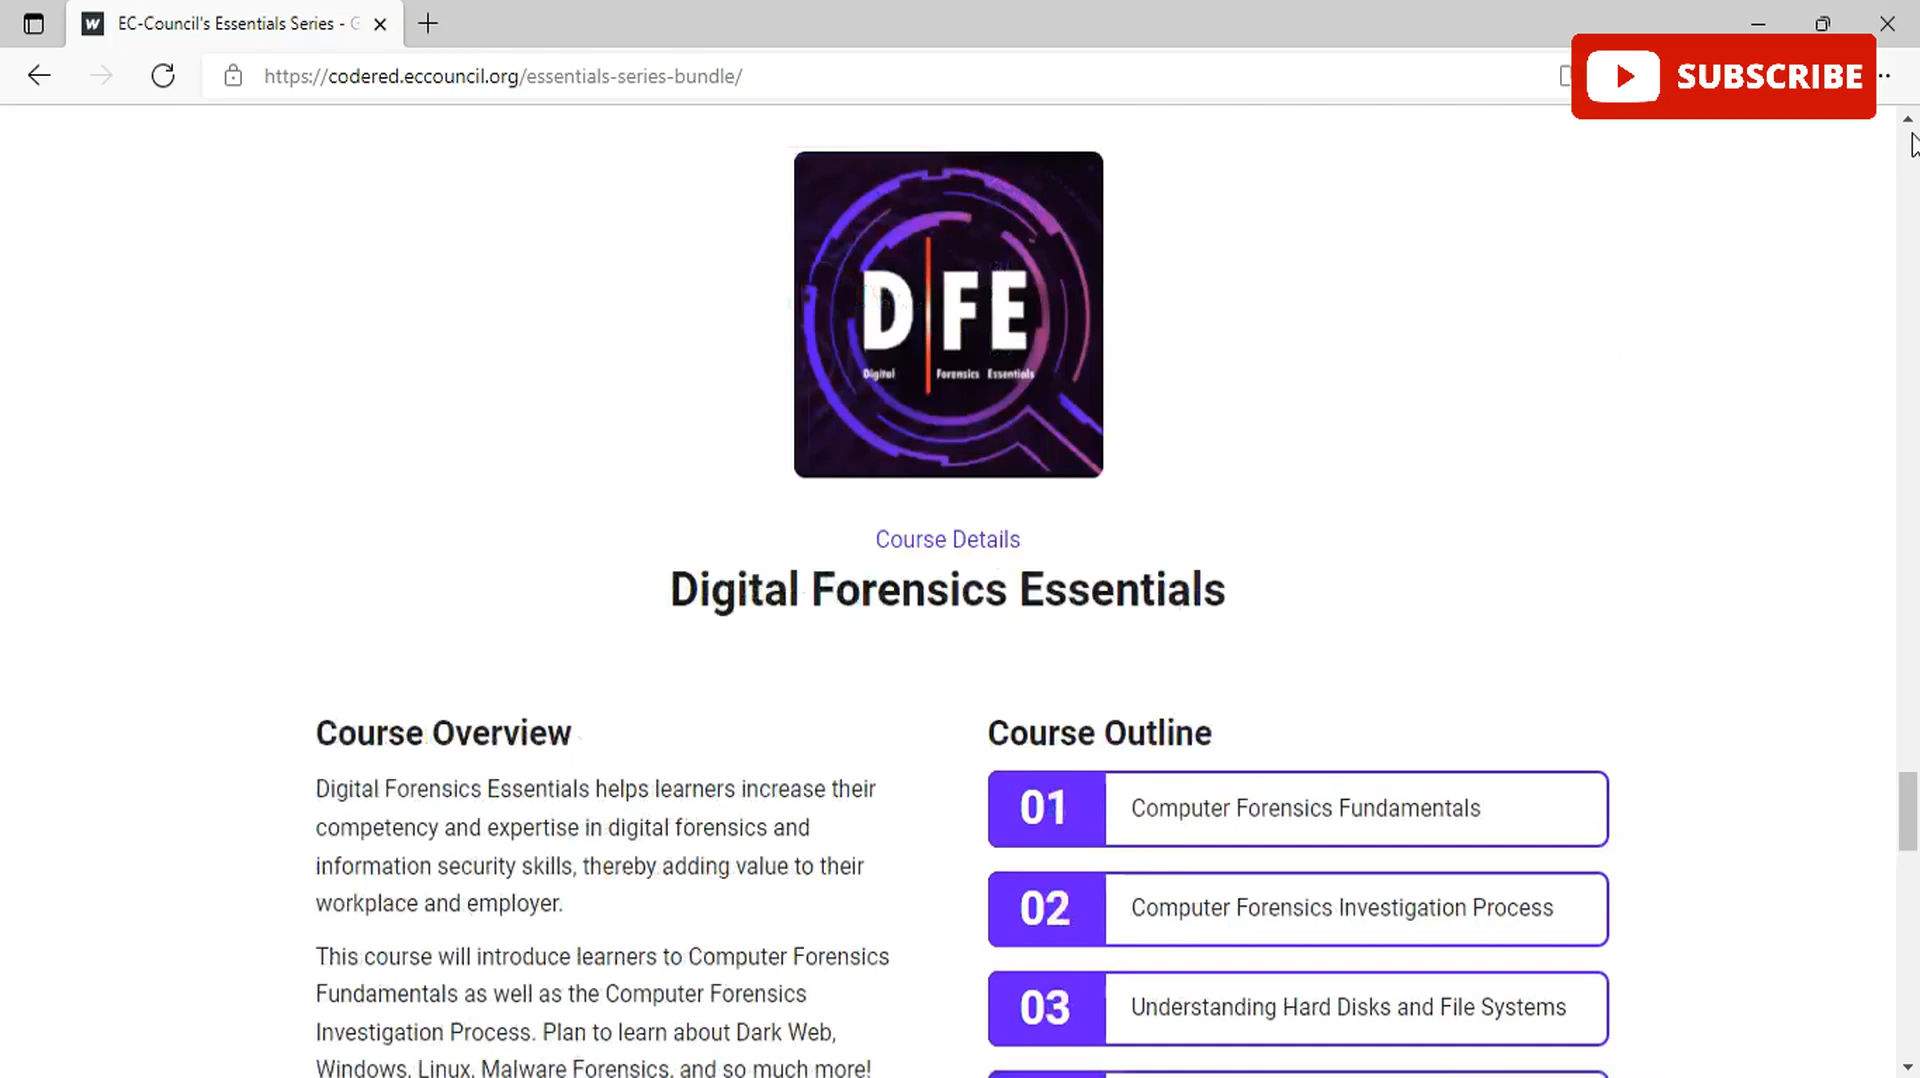 EC-Council's Essentials Series - G
https://codered.eccouncil.org/essentials-series-bundle/
SUBSCRIBE
D FE
Digital Forensics Essentials
Course Details
Digital Forensics Essentials
Course Overview
Digital Forensics Essentials helps learners increase their
competency and expertise in digital forensics and
information security skills, thereby adding value to their
workplace and employer.
This course will introduce learners to Computer Forensics
Fundamentals as well as the Computer Forensics
Investigation Process. Plan to learn about Dark Web,
Windows, Linux, Malware Forensics, and so much more!
Course Outline
01 Computer Forensics Fundamentals
02 Computer Forensics Investigation Process
03 Understanding Hard Disks and File Systems